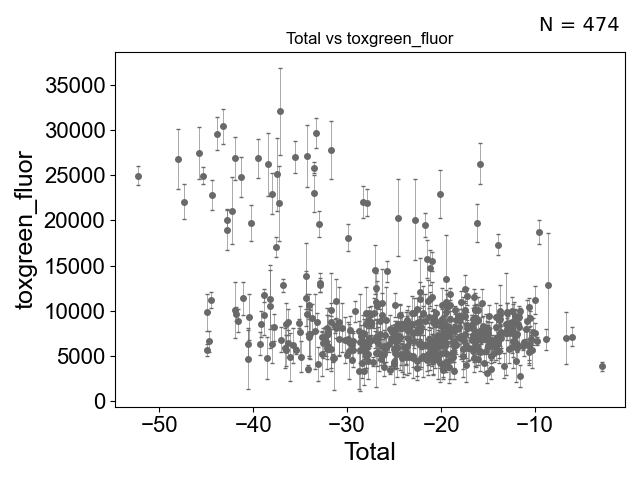 N = 474
Total vs toxgreen_fluor
35000
30000
25000
20000
15000
10000
5000
0
toxgreen_fluor
−50 −40 −30 −20 −10
Total